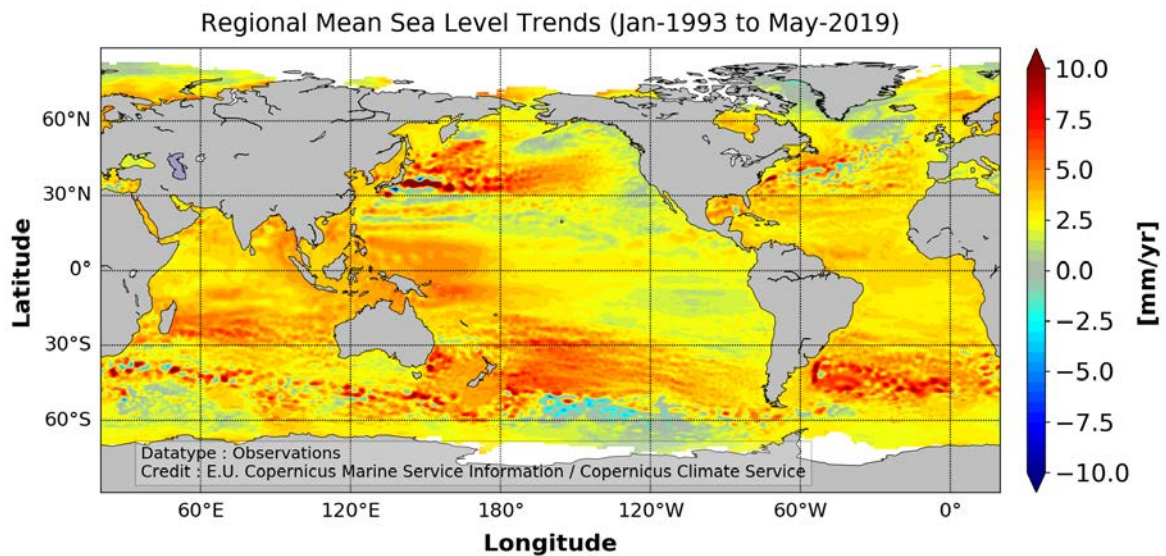 Regional Mean Sea Level Trends (Jan-1993 to May-2019)
10.0
7.5
5.0
2.5
0.0
−2.5
−5.0
−7.5
−10.0
[mm/yr]
60°N
30°N
0°
30°S
60°S
Latitude
Datatype : Observations
Credit : E.U. Copernicus Marine Service Information / Copernicus Climate Service
60°E 120°E 180° 120°W 60°W 0°
Longitude